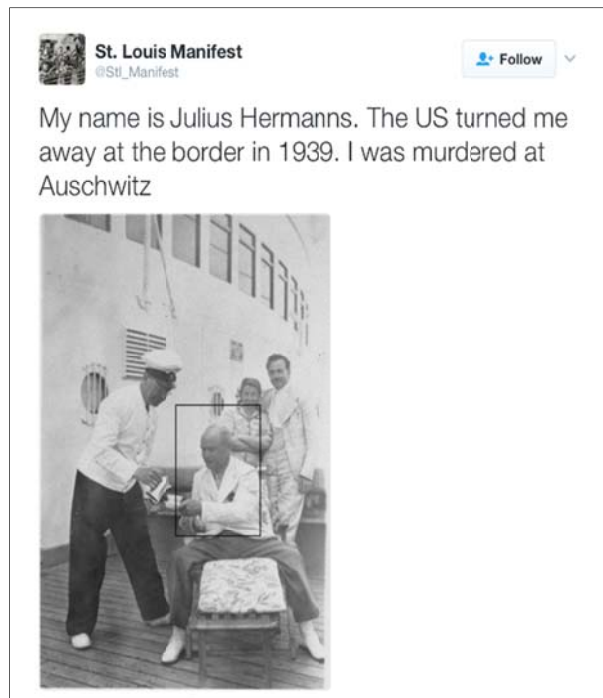 St. Louis Manifest
@Stl_Manifest
Follow
My name is Julius Hermanns. The US turned me
away at the border in 1939. I was murdered at
Auschwitz